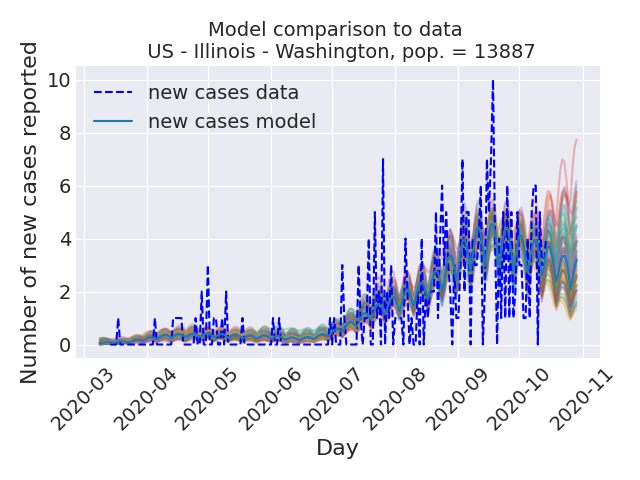 Model comparison to data
US - Illinois - Washington, pop. = 13887
Number of new cases reported
10
8
6
4
2
0
new cases data
new cases model
2020-03
2020-04
2020-05
2020-06
2020-07
2020-08
2020-09
2020-10
2020-11
Day